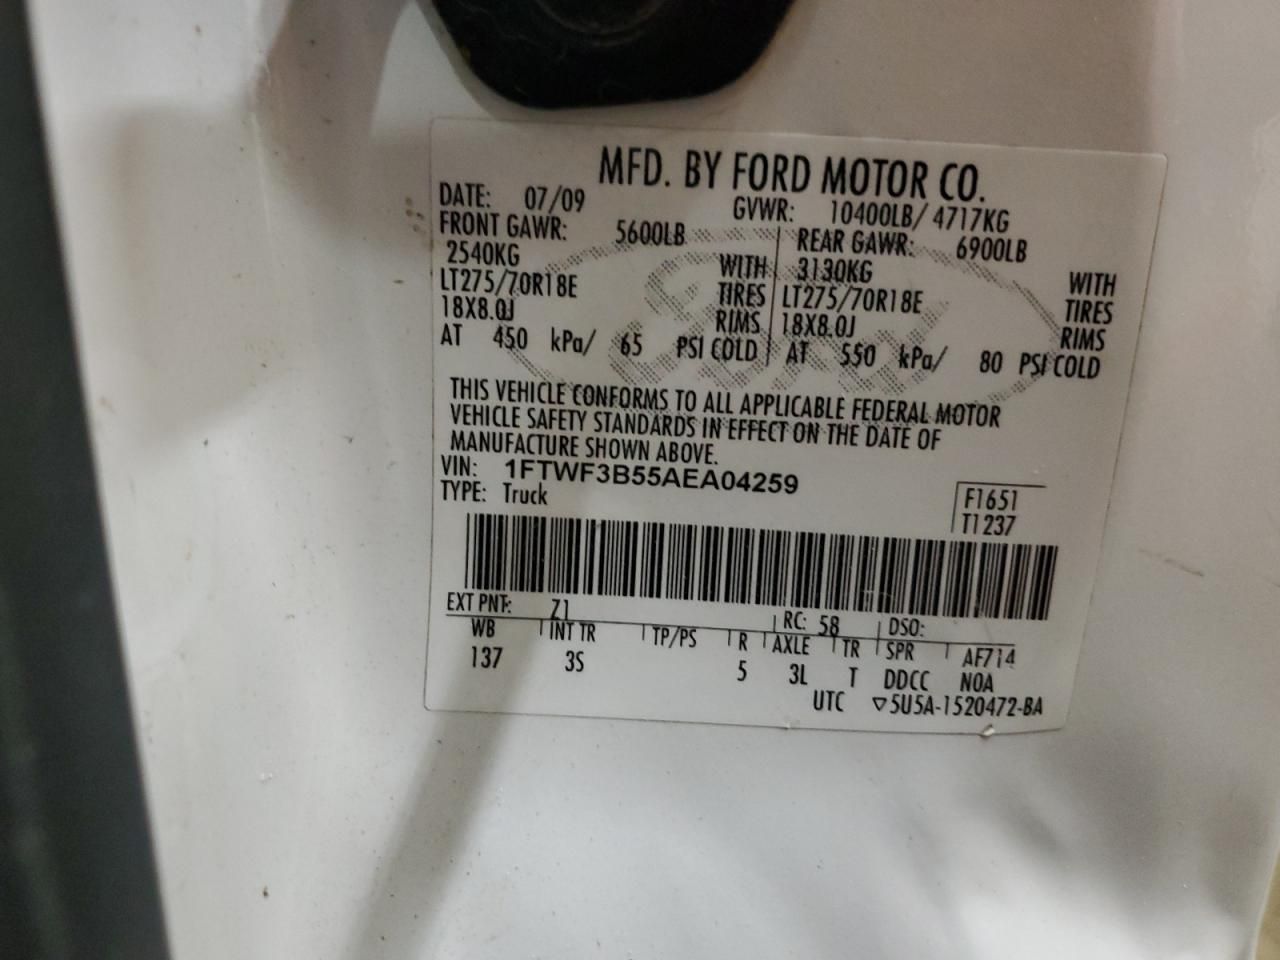 MFD. BY FORD MOTOR CO.
DATE: 07/09 GVWR: 10400LB/ 4717KG
FRONT GAWR: 5600LB REAR GAWR: 6900LB
2540KG WITH 3130KG WITH
LT275/70R18E TIRES LT275/70R18E TIRES
18X8.0J RIMS 18X8.0J RIMS
AT 450 kPa/ 65 PSI COLD AT 550 kPa/ 80 PSI COLD
Ford
THIS VEHICLE CONFORMS TO ALL APPLICABLE FEDERAL MOTOR
VEHICLE SAFETY STANDARDS IN EFFECT ON THE DATE OF
MANUFACTURE SHOWN ABOVE.
VIN: 1FTWF3B55AEA04259
TYPE: Truck
F1651
T1237
EXT PNT: Z1 RC: 58 DSO:
WB INT TR TP/PS R AXLE TR SPR AF714
137 3S 5 3L T DDCC NOA
UTC ▽5U5A-1520472-BA